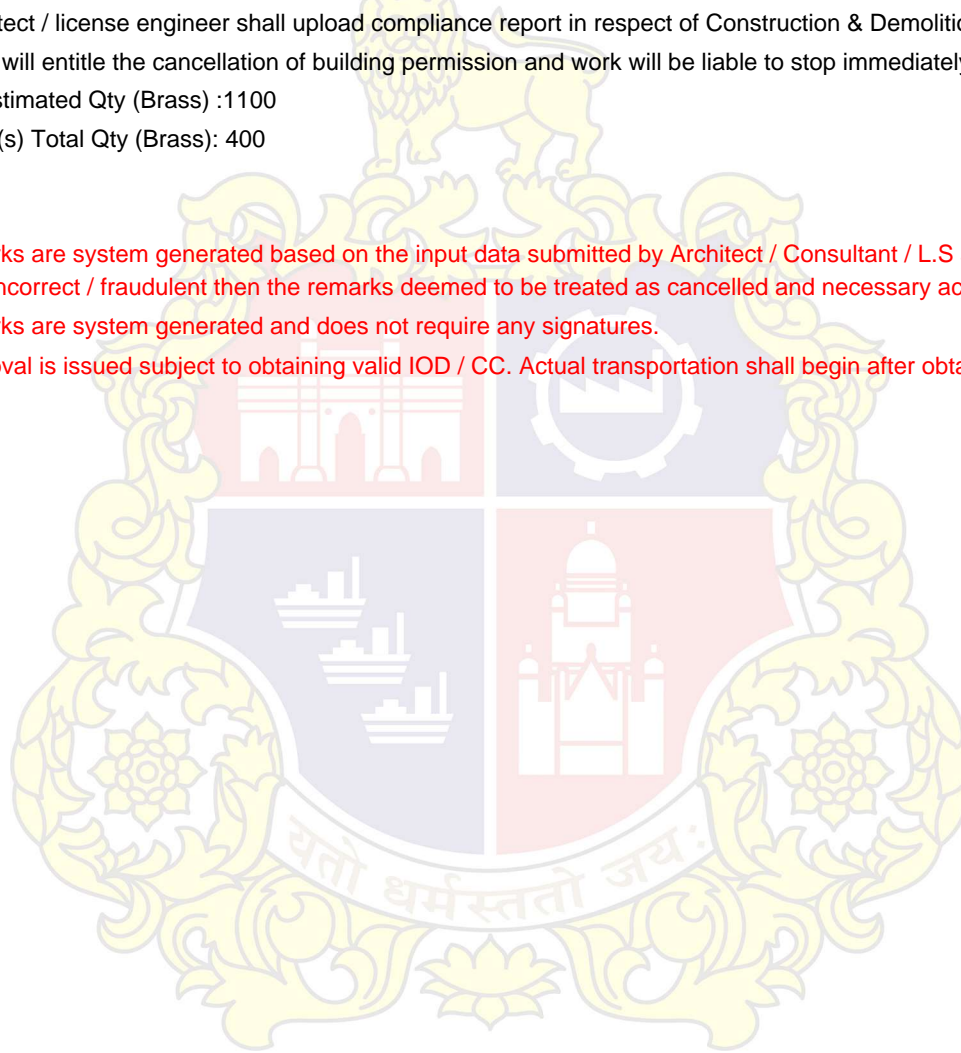 tect / license engineer shall upload compliance report in respect of Construction & Demolitio
will entitle the cancellation of building permission and work will be liable to stop immediately
stimated Qty (Brass) :1100
(s) Total Qty (Brass): 400
rks are system generated based on the input data submitted by Architect / Consultant / L.S
ncorrect / fraudulent then the remarks deemed to be treated as cancelled and necessary ac
rks are system generated and does not require any signatures.
oval is issued subject to obtaining valid IOD / CC. Actual transportation shall begin after obta
यतो धर्मस्ततो जय: